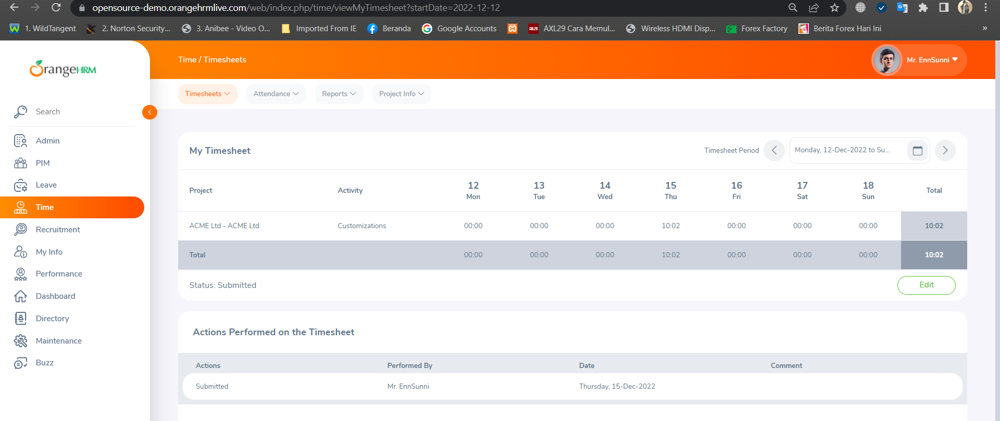 opensource-demo.orangehrmlive.com/web/index.php/time/viewMyTimesheet?startDate=2022-12-12
1. WildTangent 2. Norton Security... 3. Anibee - Video O... Imported From IE Beranda Google Accounts AXL29 Cara Memul... Wireless HDMI Disp... Forex Factory Berita Forex Hari Ini »
OrangeHRM
Time / Timesheets
Mr. EnnSunni
Timesheets Attendance Reports Project Info
Search
Admin
PIM
Leave
Time
Recruitment
My Info
Performance
Dashboard
Directory
Maintenance
Buzz
My Timesheet
Timesheet Period Monday, 12-Dec-2022 to Su...
Project Activity 12 Mon 13 Tue 14 Wed 15 Thu 16 Fri 17 Sat 18 Sun Total
ACME Ltd - ACME Ltd Customizations 00:00 00:00 00:00 10:02 00:00 00:00 00:00 10:02
Total 00:00 00:00 00:00 10:02 00:00 00:00 00:00 10:02
Status: Submitted
Edit
Actions Performed on the Timesheet
Actions Performed By Date Comment
Submitted Mr. EnnSunni Thursday, 15-Dec-2022